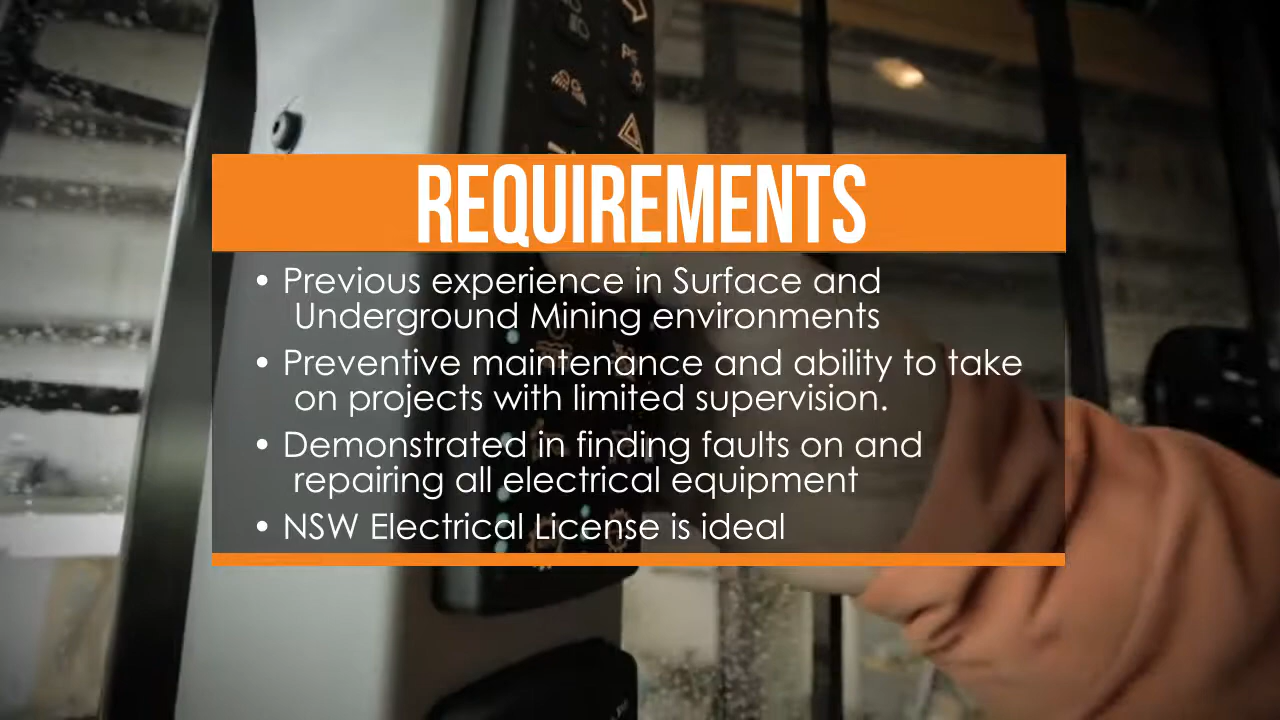 REQUIREMENTS
• Previous experience in Surface and
Underground Mining environments
• Preventive maintenance and ability to take
on projects with limited supervision.
• Demonstrated in finding faults on and
repairing all electrical equipment
• NSW Electrical License is ideal